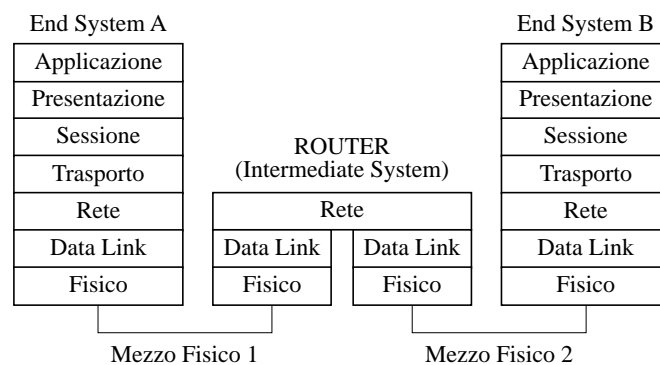 End System A
Applicazione
Presentazione
Sessione
Trasporto
Rete
Data Link
Fisico
ROUTER
(Intermediate System)
Rete
Data Link
Data Link
Fisico
Fisico
End System B
Applicazione
Presentazione
Sessione
Trasporto
Rete
Data Link
Fisico
Mezzo Fisico 1
Mezzo Fisico 2